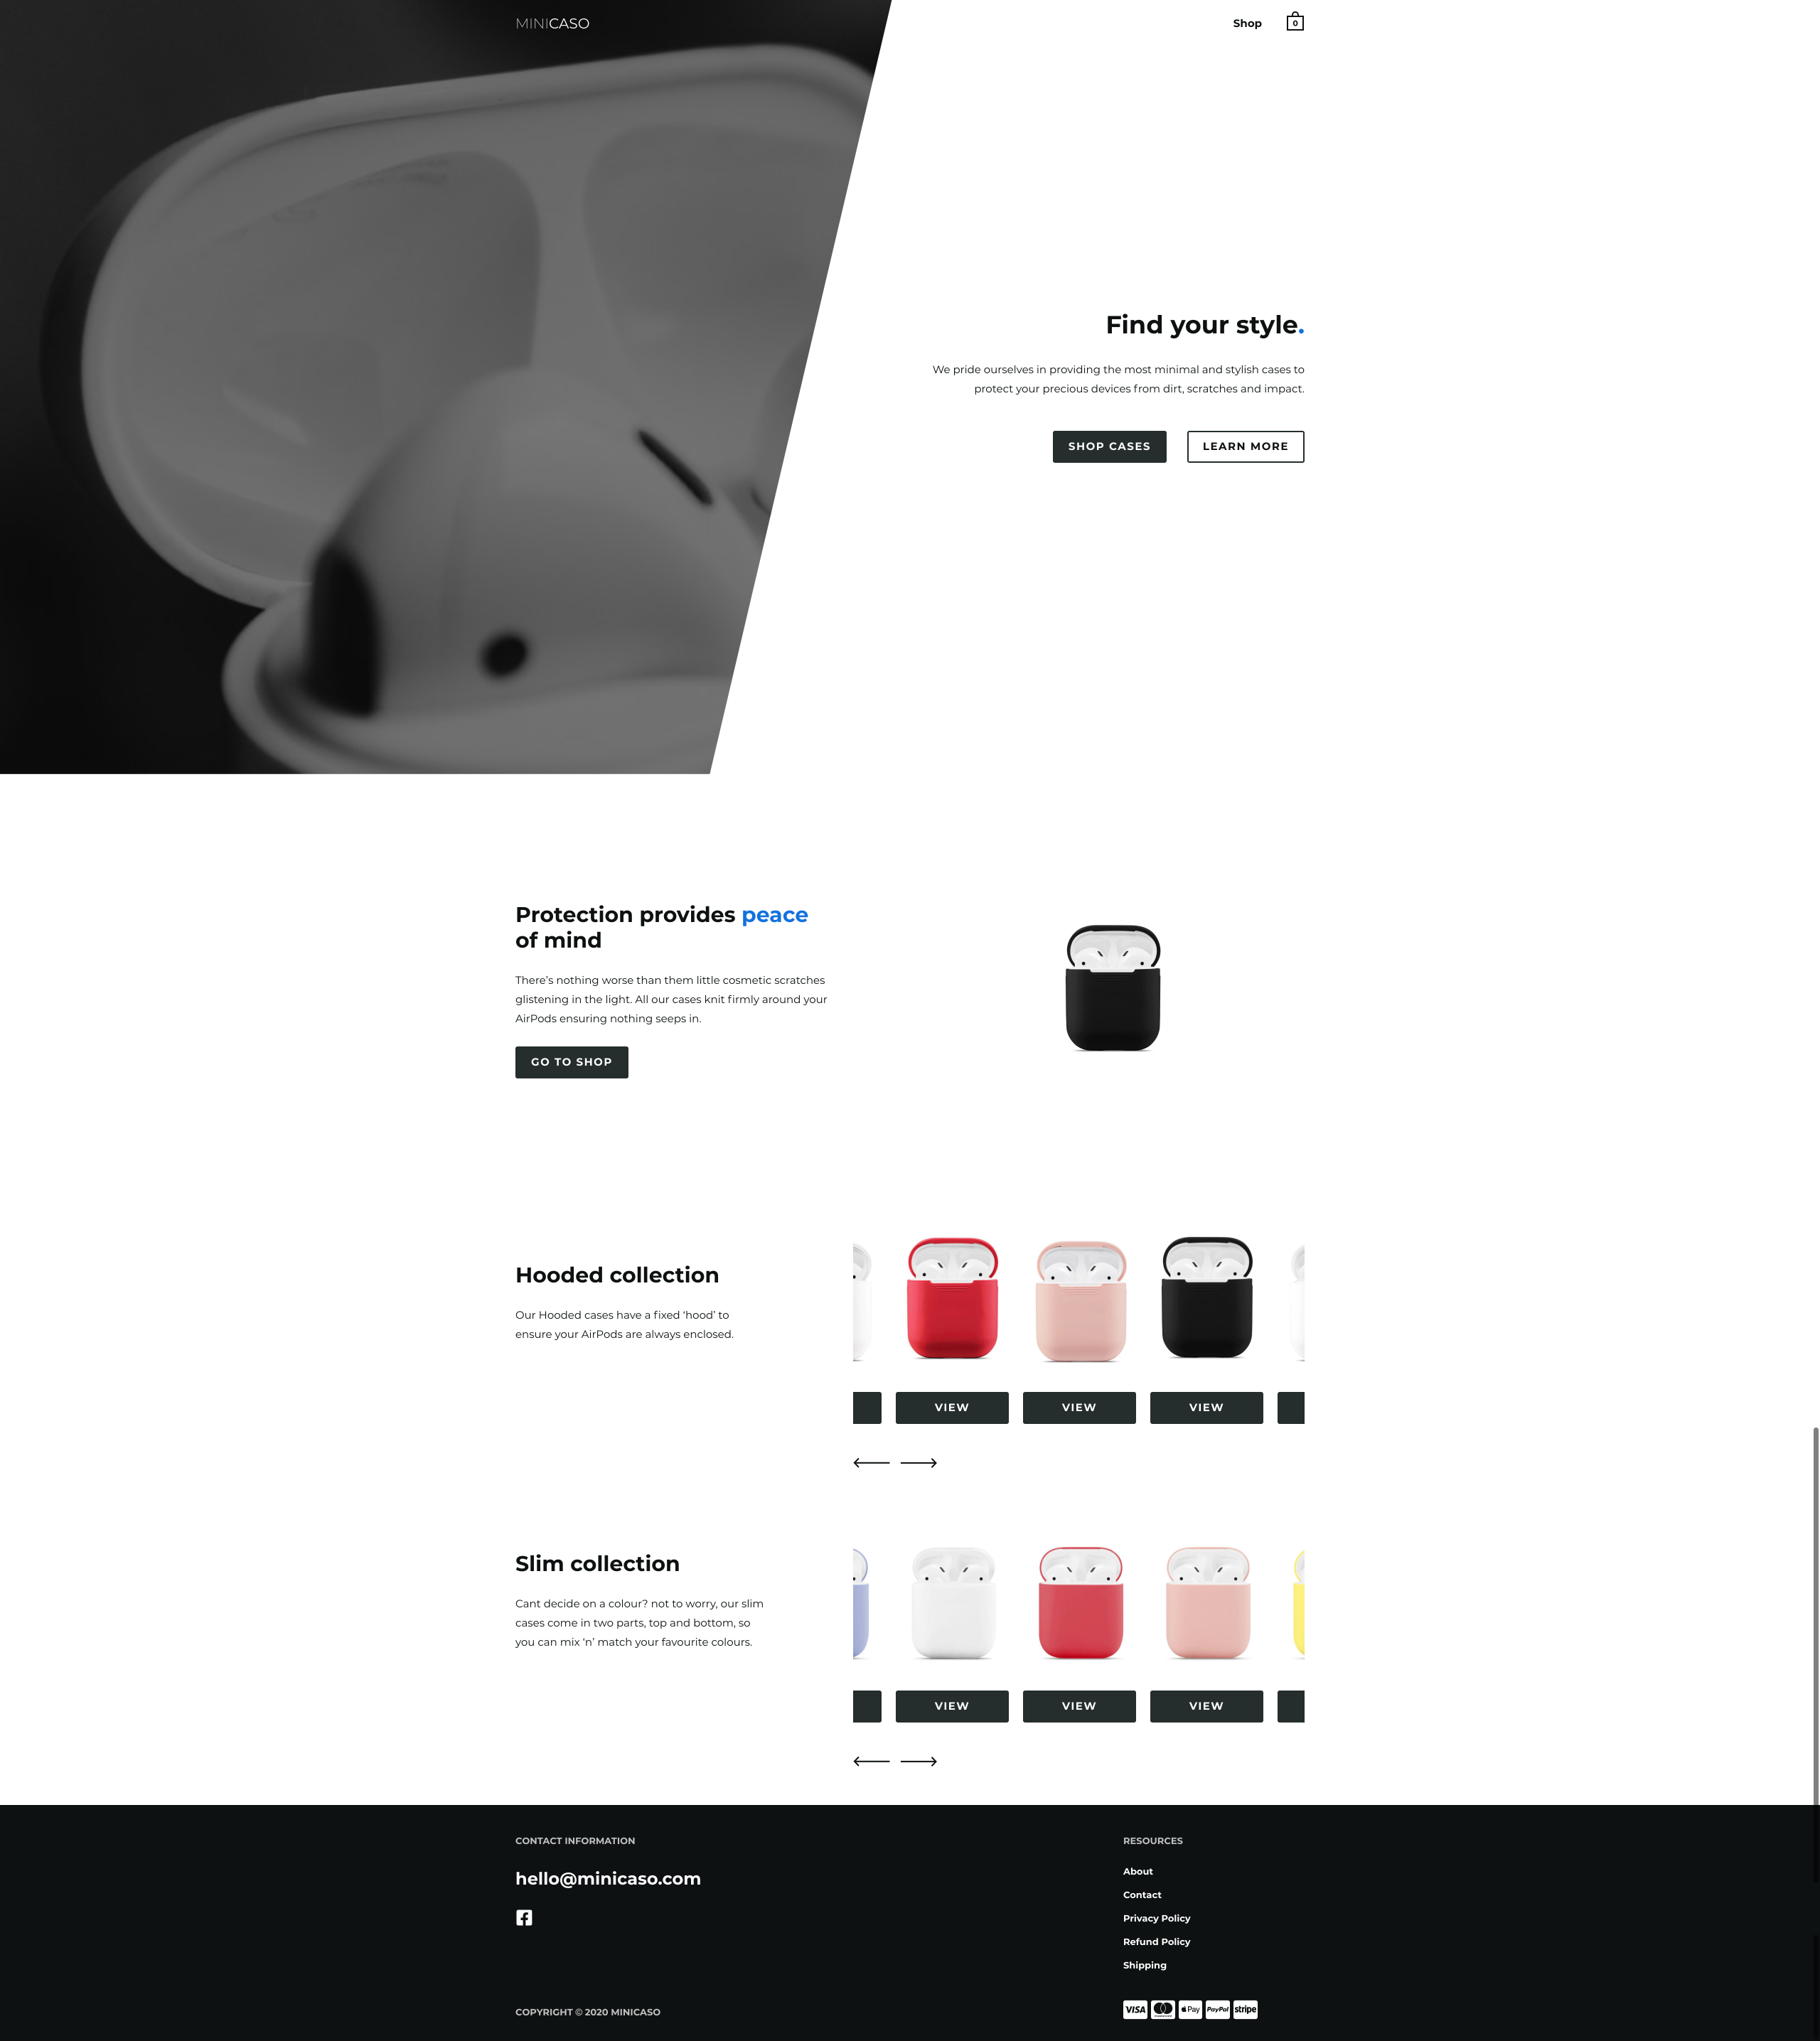 MINICASO
Shop
0
Find your style.
We pride ourselves in providing the most minimal and stylish cases to
protect your precious devices from dirt, scratches and impact.
SHOP CASES
LEARN MORE
Protection provides peace
of mind
There's nothing worse than them little cosmetic scratches
glistening in the light. All our cases knit firmly around your
AirPods ensuring nothing seeps in.
GO TO SHOP
Hooded collection
Our Hooded cases have a fixed ‘hood’ to
ensure your AirPods are always enclosed.
VIEW
VIEW
VIEW
Slim collection
Cant decide on a colour? not to worry, our slim
cases come in two parts, top and bottom, so
you can mix ‘n’ match your favourite colours.
VIEW
VIEW
VIEW
CONTACT INFORMATION
hello@minicaso.com
RESOURCES
About
Contact
Privacy Policy
Refund Policy
Shipping
COPYRIGHT © 2020 MINICASO
VISA
Pay
PayPal
stripe